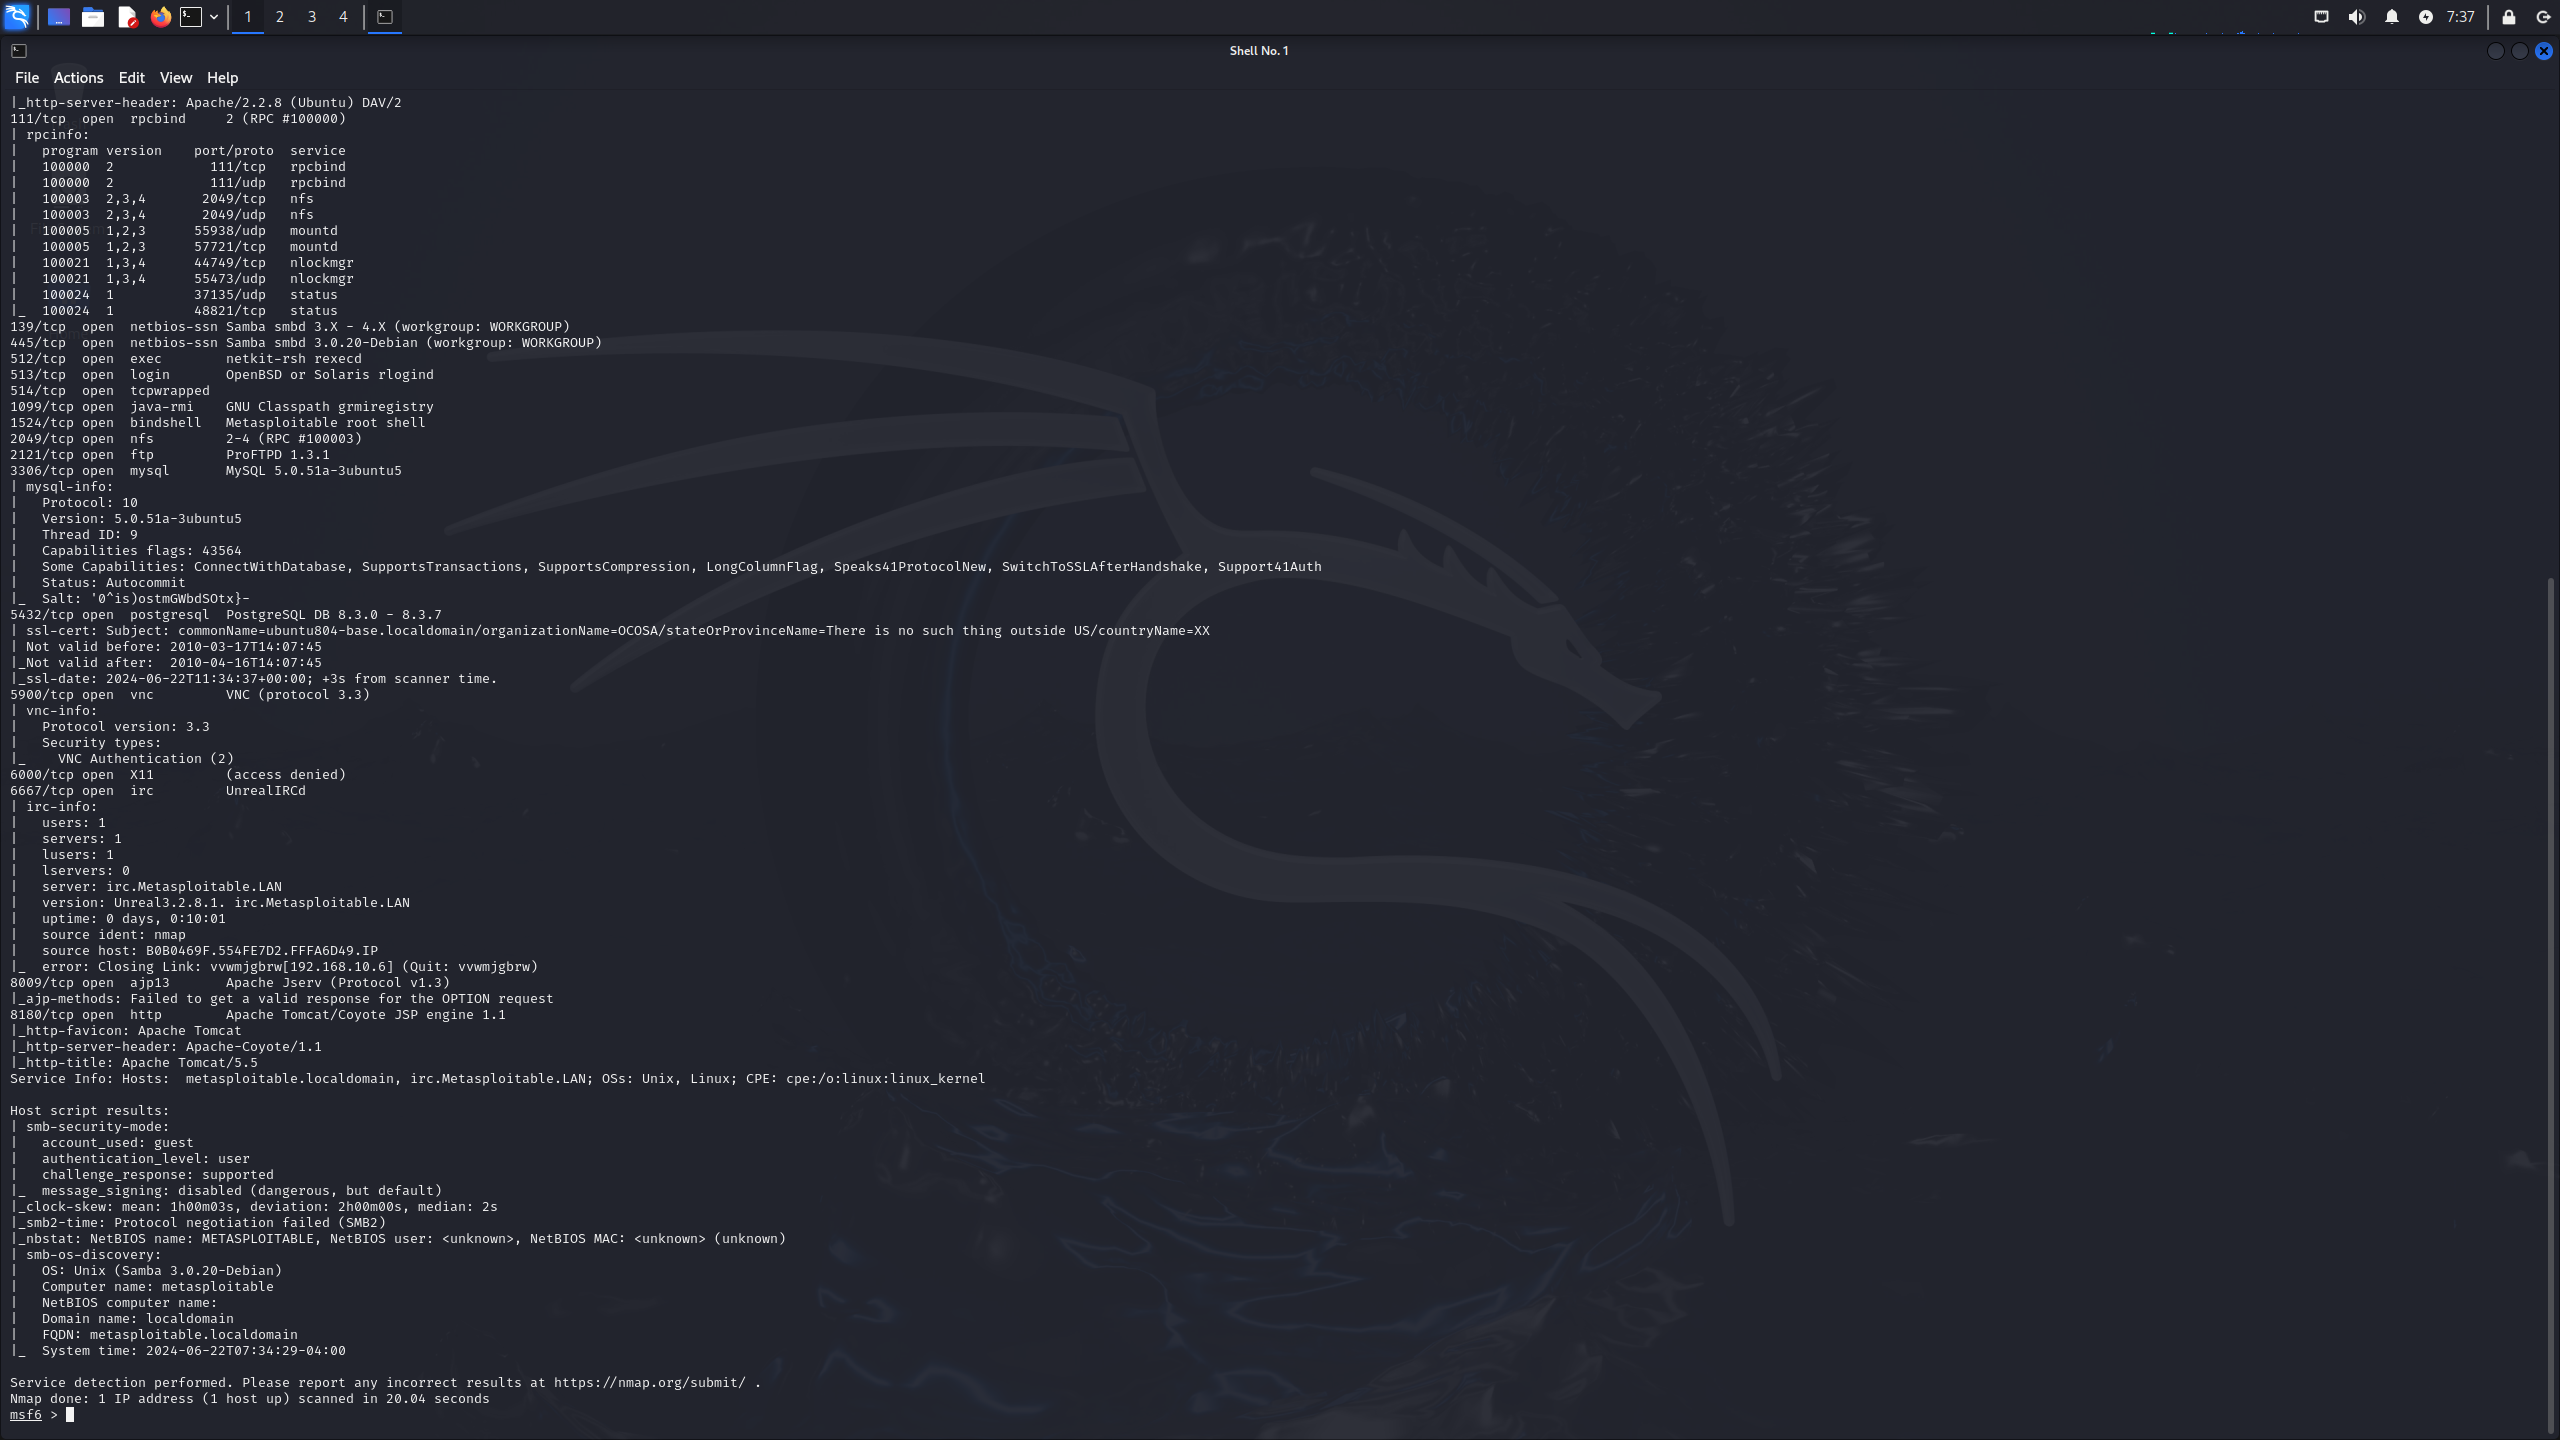 1 2 3 4 7:37
Shell No. 1
File Actions Edit View Help
|_http-server-header: Apache/2.2.8 (Ubuntu) DAV/2
111/tcp  open  rpcbind     2 (RPC #100000)
| rpcinfo:
|   program version    port/proto  service
|   100000  2            111/tcp   rpcbind
|   100000  2            111/udp   rpcbind
|   100003  2,3,4       2049/tcp   nfs
|   100003  2,3,4       2049/udp   nfs
|   100005  1,2,3      55938/udp   mountd
|   100005  1,2,3      57721/tcp   mountd
|   100021  1,3,4      44749/tcp   nlockmgr
|   100021  1,3,4      55473/udp   nlockmgr
|   100024  1          37135/udp   status
|_  100024  1          48821/tcp   status
139/tcp  open  netbios-ssn Samba smbd 3.X - 4.X (workgroup: WORKGROUP)
445/tcp  open  netbios-ssn Samba smbd 3.0.20-Debian (workgroup: WORKGROUP)
512/tcp  open  exec        netkit-rsh rexecd
513/tcp  open  login       OpenBSD or Solaris rlogind
514/tcp  open  tcpwrapped
1099/tcp open  java-rmi    GNU Classpath grmiregistry
1524/tcp open  bindshell   Metasploitable root shell
2049/tcp open  nfs         2-4 (RPC #100003)
2121/tcp open  ftp         ProFTPD 1.3.1
3306/tcp open  mysql       MySQL 5.0.51a-3ubuntu5
| mysql-info:
|   Protocol: 10
|   Version: 5.0.51a-3ubuntu5
|   Thread ID: 9
|   Capabilities flags: 43564
|   Some Capabilities: ConnectWithDatabase, SupportsTransactions, SupportsCompression, LongColumnFlag, Speaks41ProtocolNew, SwitchToSSLAfterHandshake, Support41Auth
|   Status: Autocommit
|_  Salt: '0^is)ostmGWbdSOtx}-
5432/tcp open  postgresql  PostgreSQL DB 8.3.0 - 8.3.7
| ssl-cert: Subject: commonName=ubuntu804-base.localdomain/organizationName=OCOSA/stateOrProvinceName=There is no such thing outside US/countryName=XX
| Not valid before: 2010-03-17T14:07:45
|_Not valid after:  2010-04-16T14:07:45
|_ssl-date: 2024-06-22T11:34:37+00:00; +3s from scanner time.
5900/tcp open  vnc         VNC (protocol 3.3)
| vnc-info:
|   Protocol version: 3.3
|   Security types:
|_    VNC Authentication (2)
6000/tcp open  X11         (access denied)
6667/tcp open  irc         UnrealIRCd
| irc-info:
|   users: 1
|   servers: 1
|   lusers: 1
|   lservers: 0
|   server: irc.Metasploitable.LAN
|   version: Unreal3.2.8.1. irc.Metasploitable.LAN
|   uptime: 0 days, 0:10:01
|   source ident: nmap
|   source host: B0B0469F.554FE7D2.FFFA6D49.IP
|_  error: Closing Link: vvwmjgbrw[192.168.10.6] (Quit: vvwmjgbrw)
8009/tcp open  ajp13       Apache Jserv (Protocol v1.3)
|_ajp-methods: Failed to get a valid response for the OPTION request
8180/tcp open  http        Apache Tomcat/Coyote JSP engine 1.1
|_http-favicon: Apache Tomcat
|_http-server-header: Apache-Coyote/1.1
|_http-title: Apache Tomcat/5.5
Service Info: Hosts:  metasploitable.localdomain, irc.Metasploitable.LAN; OSs: Unix, Linux; CPE: cpe:/o:linux:linux_kernel
Host script results:
| smb-security-mode:
|   account_used: guest
|   authentication_level: user
|   challenge_response: supported
|_  message_signing: disabled (dangerous, but default)
|_clock-skew: mean: 1h00m03s, deviation: 2h00m00s, median: 2s
|_smb2-time: Protocol negotiation failed (SMB2)
|_nbstat: NetBIOS name: METASPLOITABLE, NetBIOS user: <unknown>, NetBIOS MAC: <unknown> (unknown)
| smb-os-discovery:
|   OS: Unix (Samba 3.0.20-Debian)
|   Computer name: metasploitable
|   NetBIOS computer name:
|   Domain name: localdomain
|   FQDN: metasploitable.localdomain
|_  System time: 2024-06-22T07:34:29-04:00
Service detection performed. Please report any incorrect results at https://nmap.org/submit/ .
Nmap done: 1 IP address (1 host up) scanned in 20.04 seconds
msf6 >